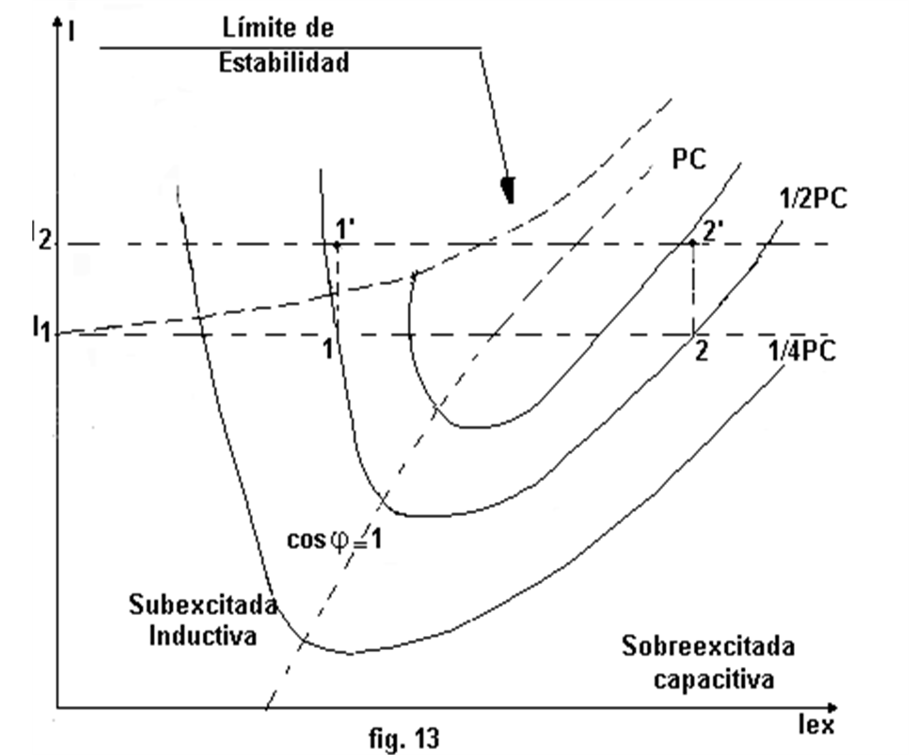 I
Límite de
Estabilidad
PC
1/2PC
I2
1'
2'
I1
1
2
1/4PC
cos φ=1
Subexcitada
Inductiva
Sobreexcitada
capacitiva
Iex
fig. 13